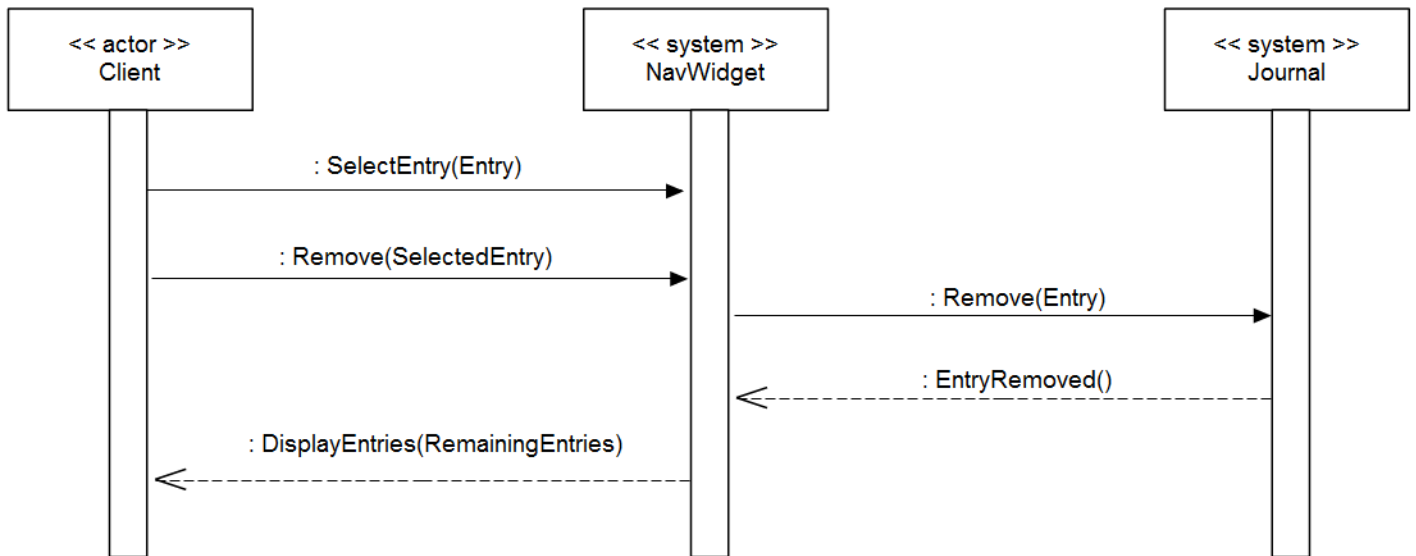 << actor >>
Client
<< system >>
NavWidget
<< system >>
Journal
: SelectEntry(Entry)
: Remove(SelectedEntry)
: Remove(Entry)
: EntryRemoved()
: DisplayEntries(RemainingEntries)